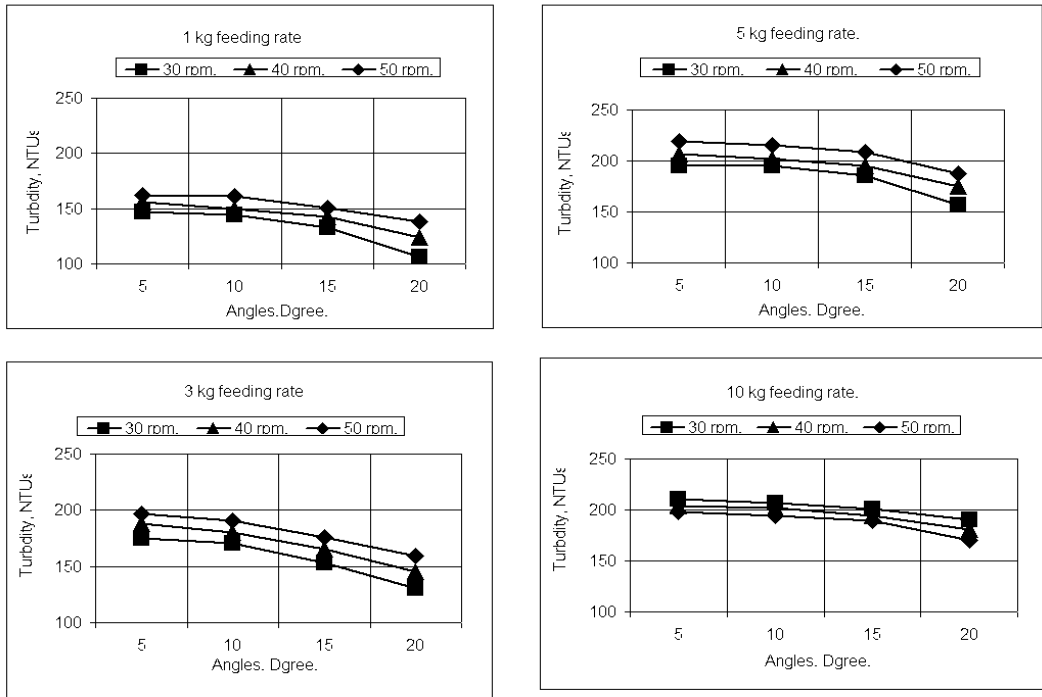 1 kg feeding rate
30 rpm. 40 rpm. 50 rpm.
250
200
150
100
Turbdity, NTUs
5 10 15 20
Angles.Dgree.
5 kg feeding rate.
30 rpm. 40 rpm. 50 rpm.
250
200
150
100
Turbdity, NTUs
5 10 15 20
Angles. Dgree.
3 kg feeding rate
30 rpm. 40 rpm. 50 rpm.
250
200
150
100
Turbdity, NTUs
5 10 15 20
Angles. Dgree.
10 kg feeding rate.
30 rpm. 40 rpm. 50 rpm.
250
200
150
100
Turbdity, NTUs
5 10 15 20
Angles. Dgree.